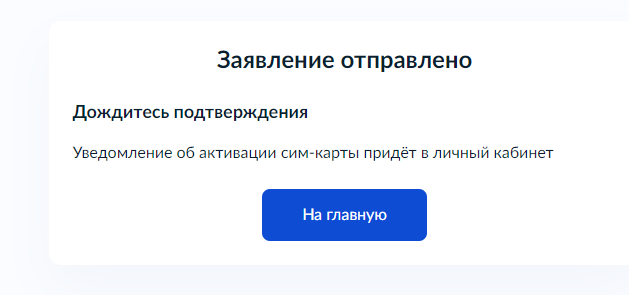 Заявление отправлено
Дождитесь подтверждения
Уведомление об активации сим-карты придёт в личный кабинет
На главную